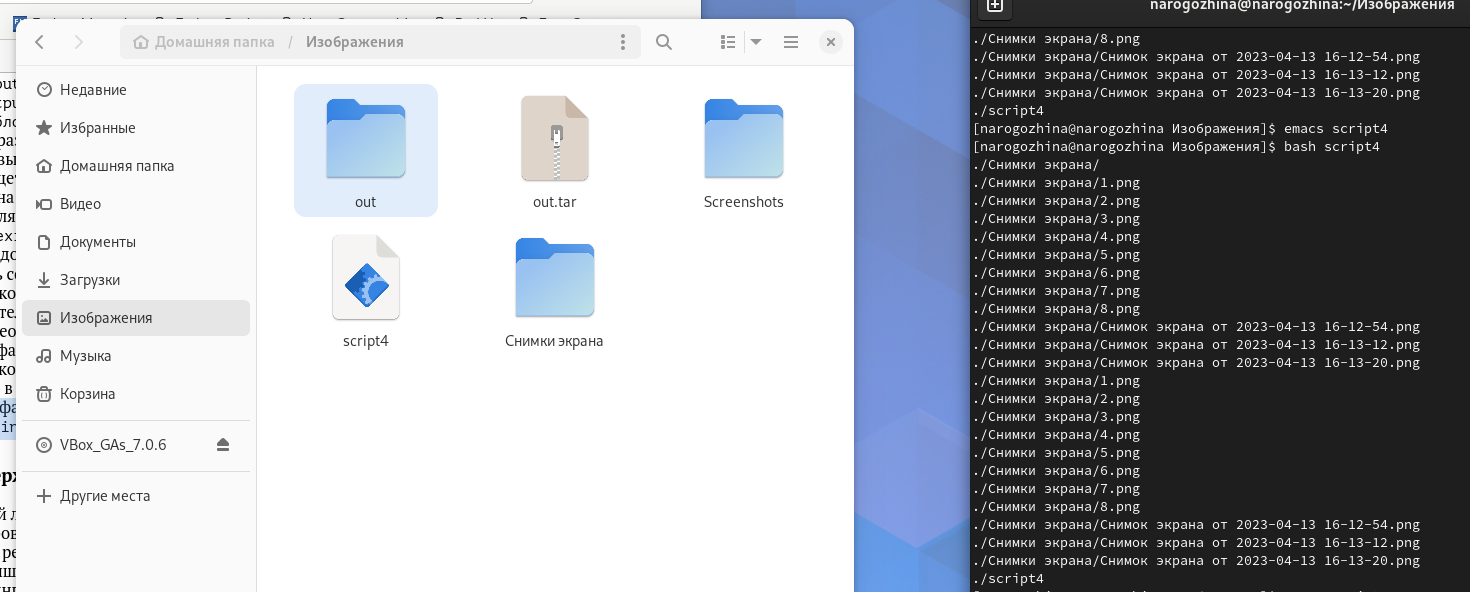 Домашняя папка / Изображения
Недавние
Избранные
Домашняя папка
Видео
Документы
Загрузки
Изображения
Музыка
Корзина
VBox_GAs_7.0.6
Другие места
out
out.tar
Screenshots
script4
Снимки экрана
narogozhina@narogozhina:~/Изображения
./Снимки экрана/8.png
./Снимки экрана/Снимок экрана от 2023-04-13 16-12-54.png
./Снимки экрана/Снимок экрана от 2023-04-13 16-13-12.png
./Снимки экрана/Снимок экрана от 2023-04-13 16-13-20.png
./script4
[narogozhina@narogozhina Изображения]$ emacs script4
[narogozhina@narogozhina Изображения]$ bash script4
./Снимки экрана/
./Снимки экрана/1.png
./Снимки экрана/2.png
./Снимки экрана/3.png
./Снимки экрана/4.png
./Снимки экрана/5.png
./Снимки экрана/6.png
./Снимки экрана/7.png
./Снимки экрана/8.png
./Снимки экрана/Снимок экрана от 2023-04-13 16-12-54.png
./Снимки экрана/Снимок экрана от 2023-04-13 16-13-12.png
./Снимки экрана/Снимок экрана от 2023-04-13 16-13-20.png
./Снимки экрана/1.png
./Снимки экрана/2.png
./Снимки экрана/3.png
./Снимки экрана/4.png
./Снимки экрана/5.png
./Снимки экрана/6.png
./Снимки экрана/7.png
./Снимки экрана/8.png
./Снимки экрана/Снимок экрана от 2023-04-13 16-12-54.png
./Снимки экрана/Снимок экрана от 2023-04-13 16-13-12.png
./Снимки экрана/Снимок экрана от 2023-04-13 16-13-20.png
./script4